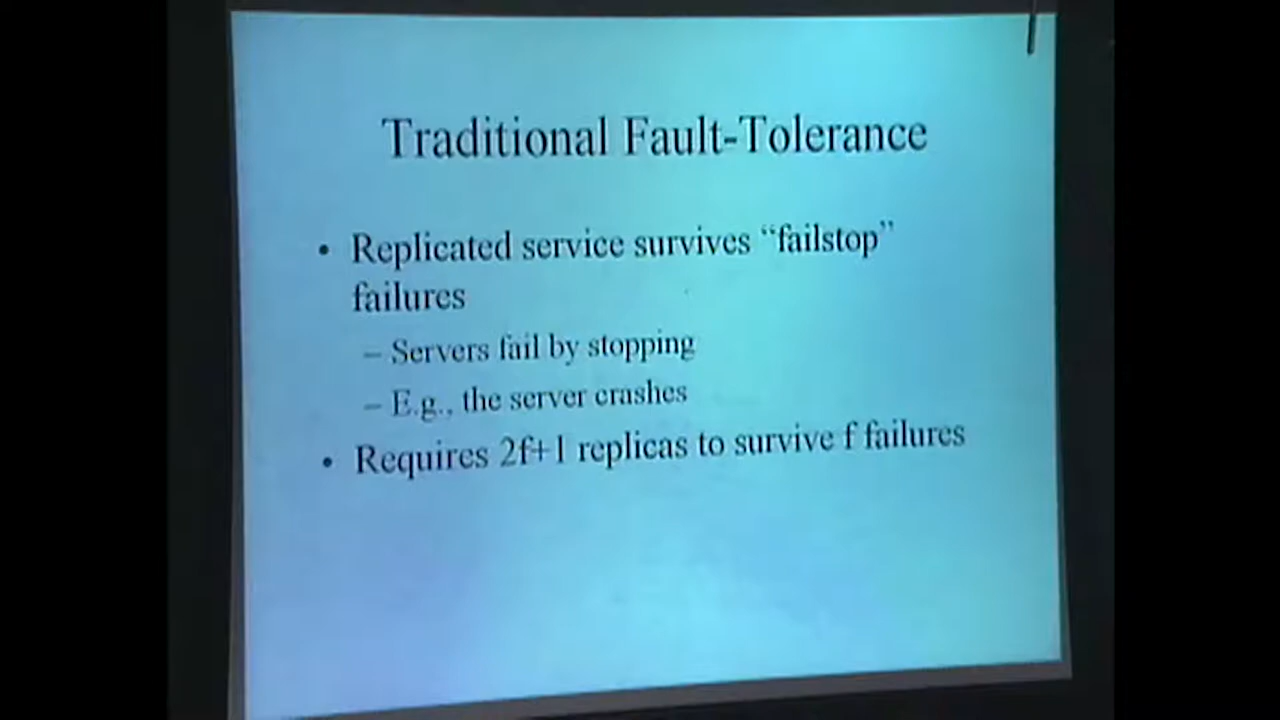 Traditional Fault-Tolerance
• Replicated service survives “failstop”
failures
– Servers fail by stopping
– E.g., the server crashes
• Requires 2f+1 replicas to survive f failures